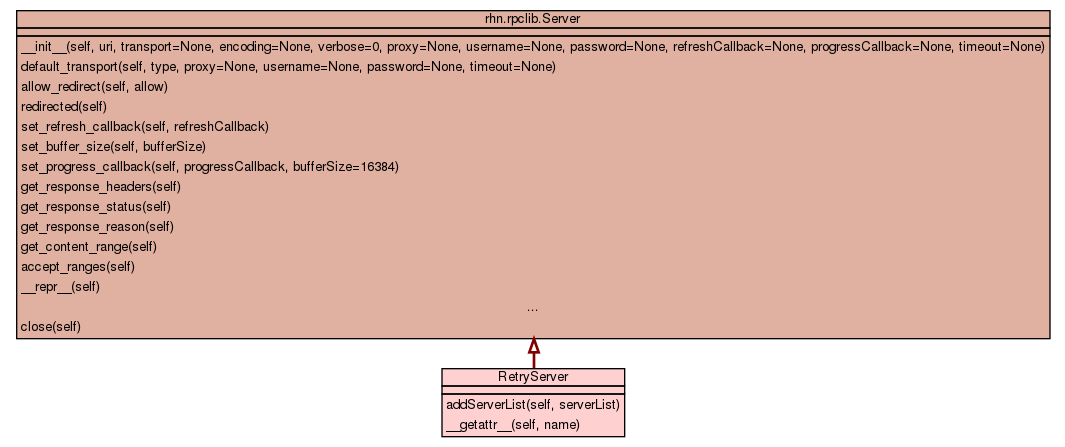 rhn.rpclib.Server
__init__(self, uri, transport=None, encoding=None, verbose=0, proxy=None, username=None, password=None, refreshCallback=None, progressCallback=None, timeout=None)
default_transport(self, type, proxy=None, username=None, password=None, timeout=None)
allow_redirect(self, allow)
redirected(self)
set_refresh_callback(self, refreshCallback)
set_buffer_size(self, bufferSize)
set_progress_callback(self, progressCallback, bufferSize=16384)
get_response_headers(self)
get_response_status(self)
get_response_reason(self)
get_content_range(self)
accept_ranges(self)
__repr__(self)
...
close(self)
RetryServer
addServerList(self, serverList)
__getattr__(self, name)